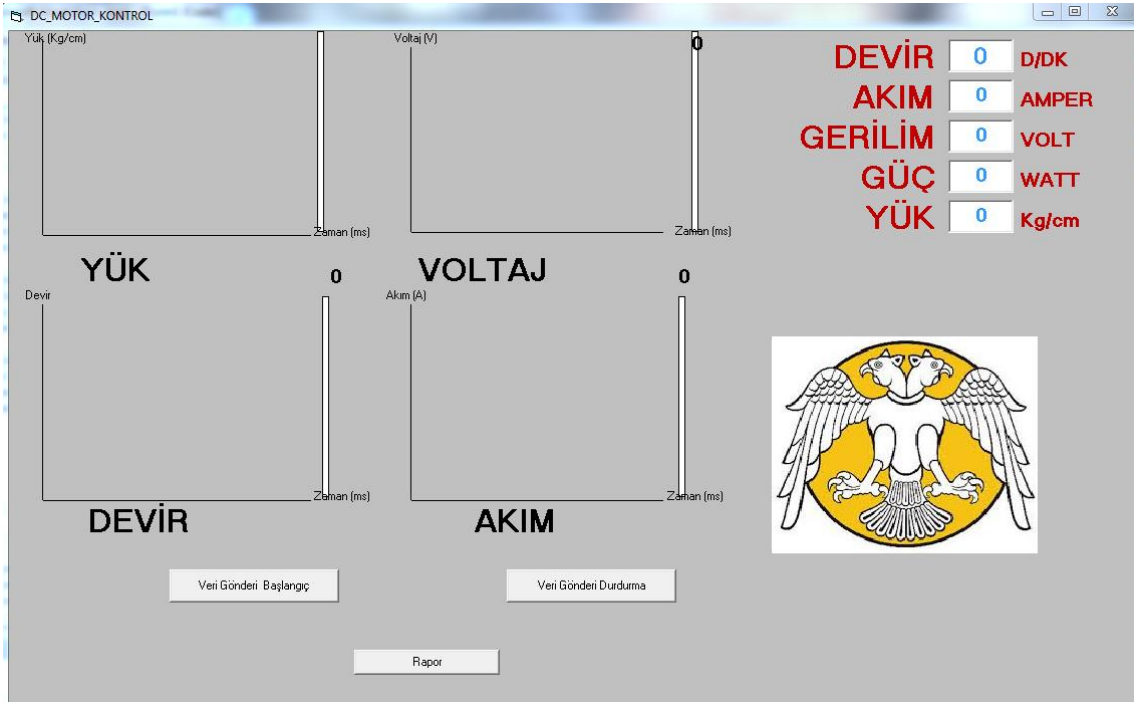 DC_MOTOR_KONTROL
Yük (Kg/cm)
Zaman (ms)
YÜK
Voltaj (V)
0
Zaman (ms)
VOLTAJ
DEVİR 0 D/DK
AKIM 0 AMPER
GERİLİM 0 VOLT
GÜÇ 0 WATT
YÜK 0 Kg/cm
Devir
0
Zaman (ms)
DEVİR
Akım (A)
0
Zaman (ms)
AKIM
Veri Gönderi Başlangıç
Veri Gönderi Durdurma
Rapor